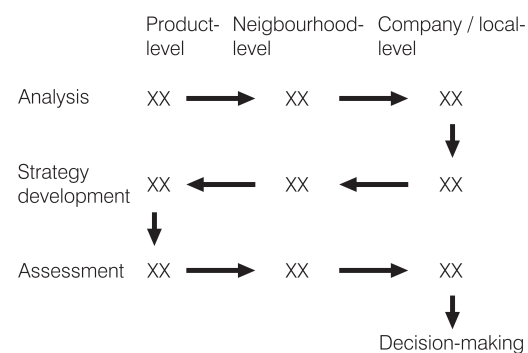 Product- Neigbourhood- Company / local-
level level level
Analysis XX XX XX
Strategy
development XX XX XX
Assessment XX XX XX
Decision-making